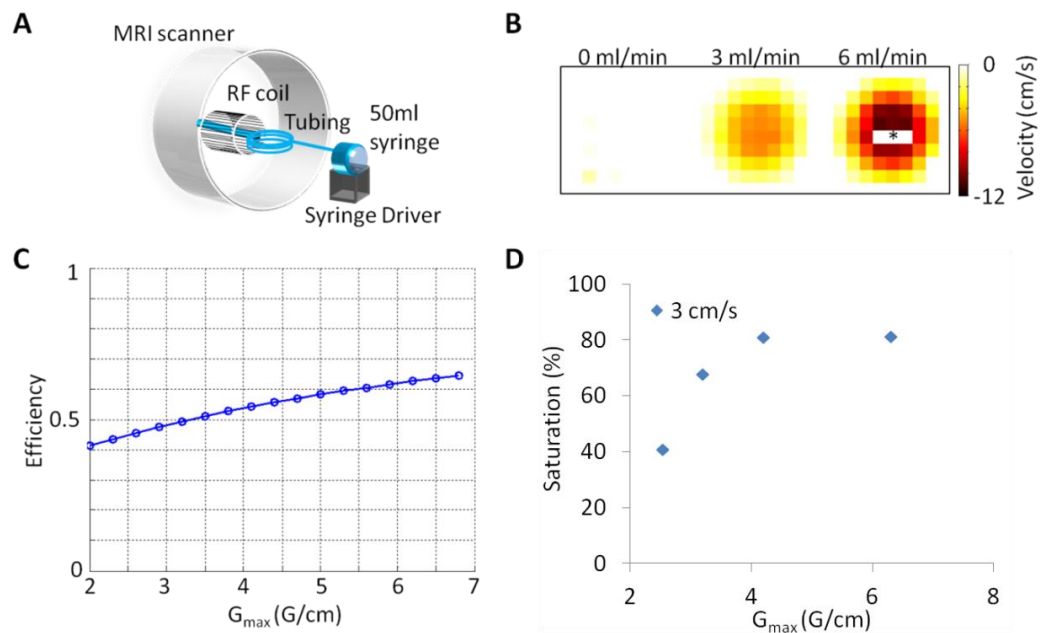 A
MRI scanner
RF coil
Tubing
50ml
syringe
Syringe Driver
B
0 ml/min 3 ml/min 6 ml/min
*
0
-12
Velocity (cm/s)
C
1
0.5
0
Efficiency
2 3 4 5 6 7
Gmax (G/cm)
D
100
80
60
40
20
0
Saturation (%)
3 cm/s
2 4 6 8
Gmax (G/cm)